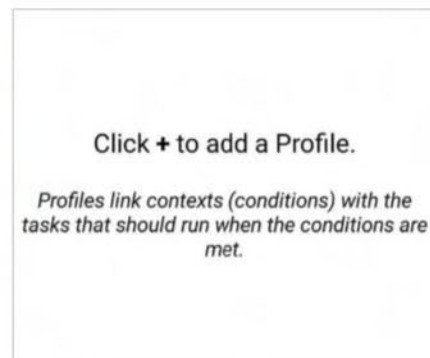 Click + to add a Profile.
Profiles link contexts (conditions) with the
tasks that should run when the conditions are
met.